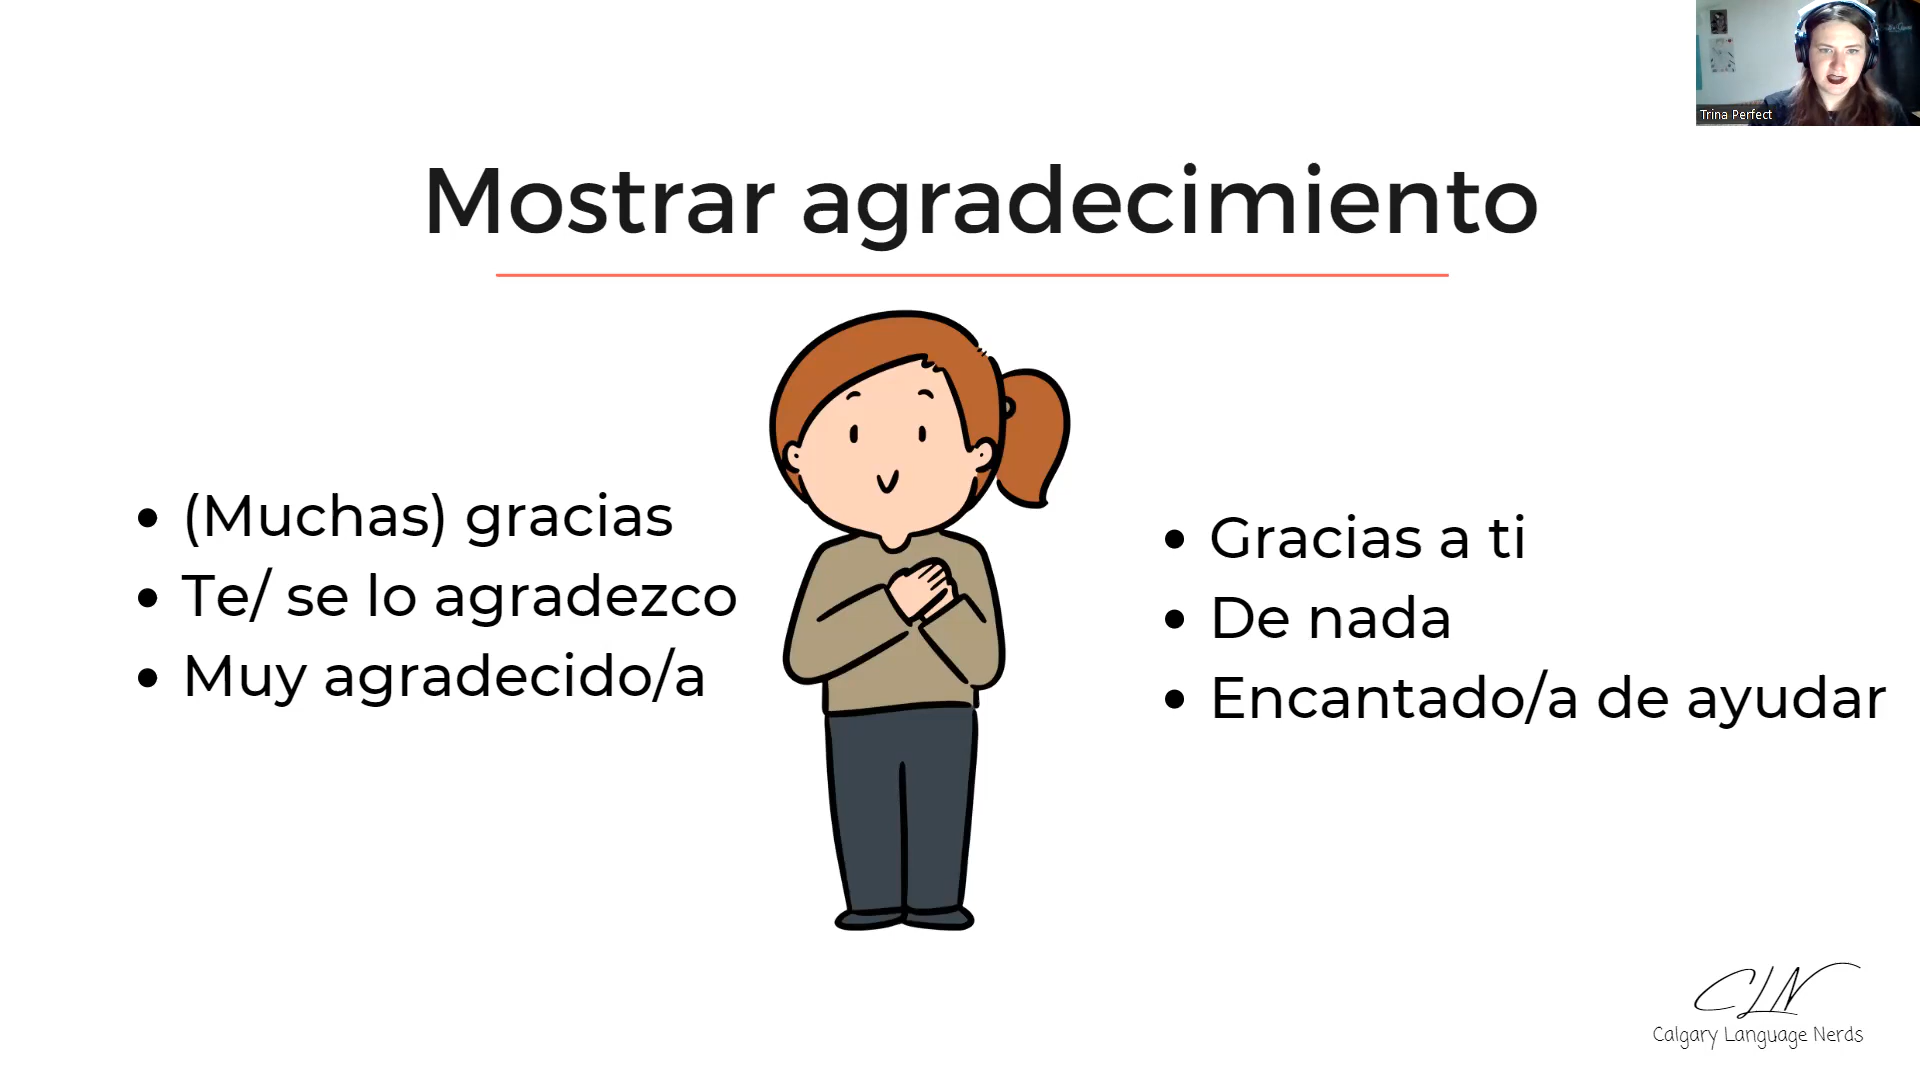 Trina Perfect
Mostrar agradecimiento
(Muchas) gracias
Te/ se lo agradezco
Muy agradecido/a
Gracias a ti
De nada
Encantado/a de ayudar
CLN
Calgary Language Nerds